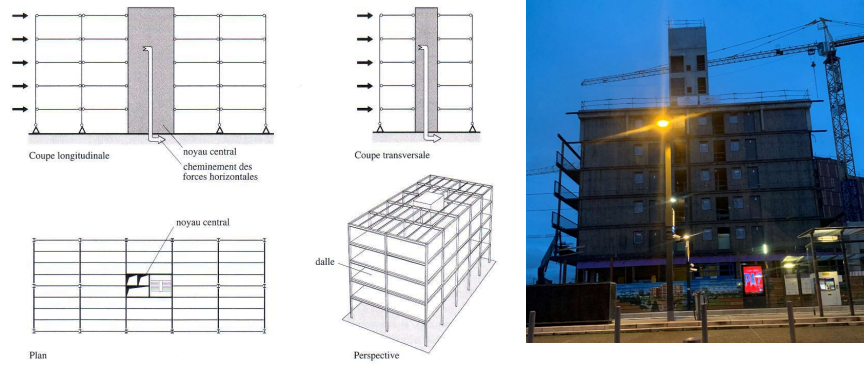 noyau central
cheminement des
forces horizontales
Coupe longitudinale
Coupe transversale
noyau central
dalle
Plan
Perspective